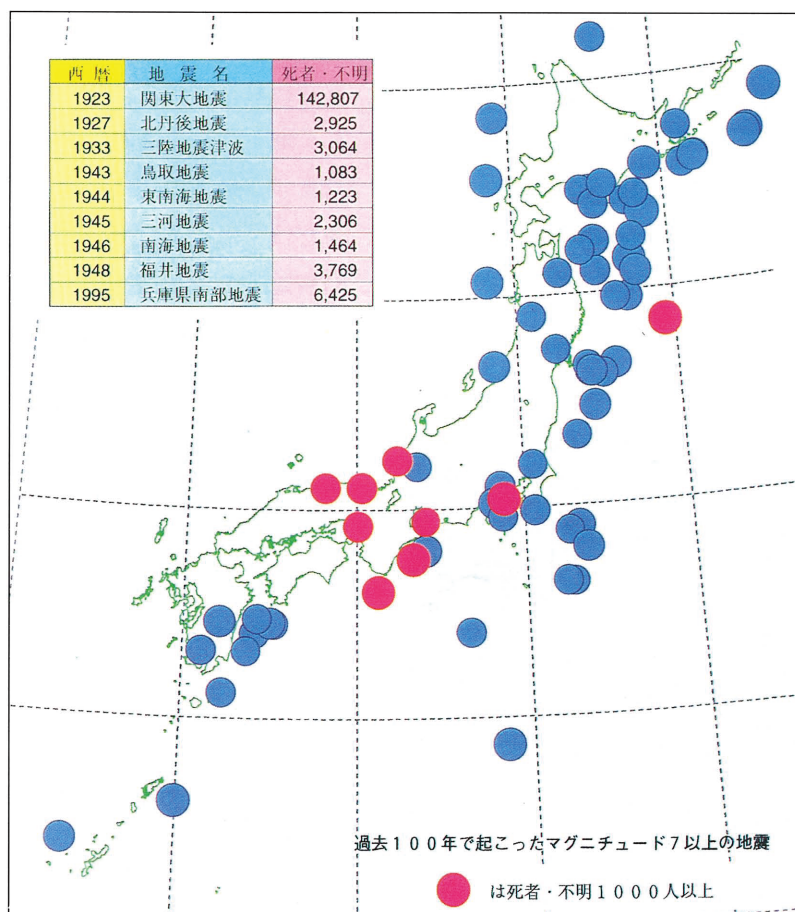 西暦 地震名 死者・不明
1923 関東大地震 142,807
1927 北丹後地震 2,925
1933 三陸地震津波 3,064
1943 鳥取地震 1,083
1944 東南海地震 1,223
1945 三河地震 2,306
1946 南海地震 1,464
1948 福井地震 3,769
1995 兵庫県南部地震 6,425
過去100年で起こったマグニチュード7以上の地震
は死者・不明1000人以上